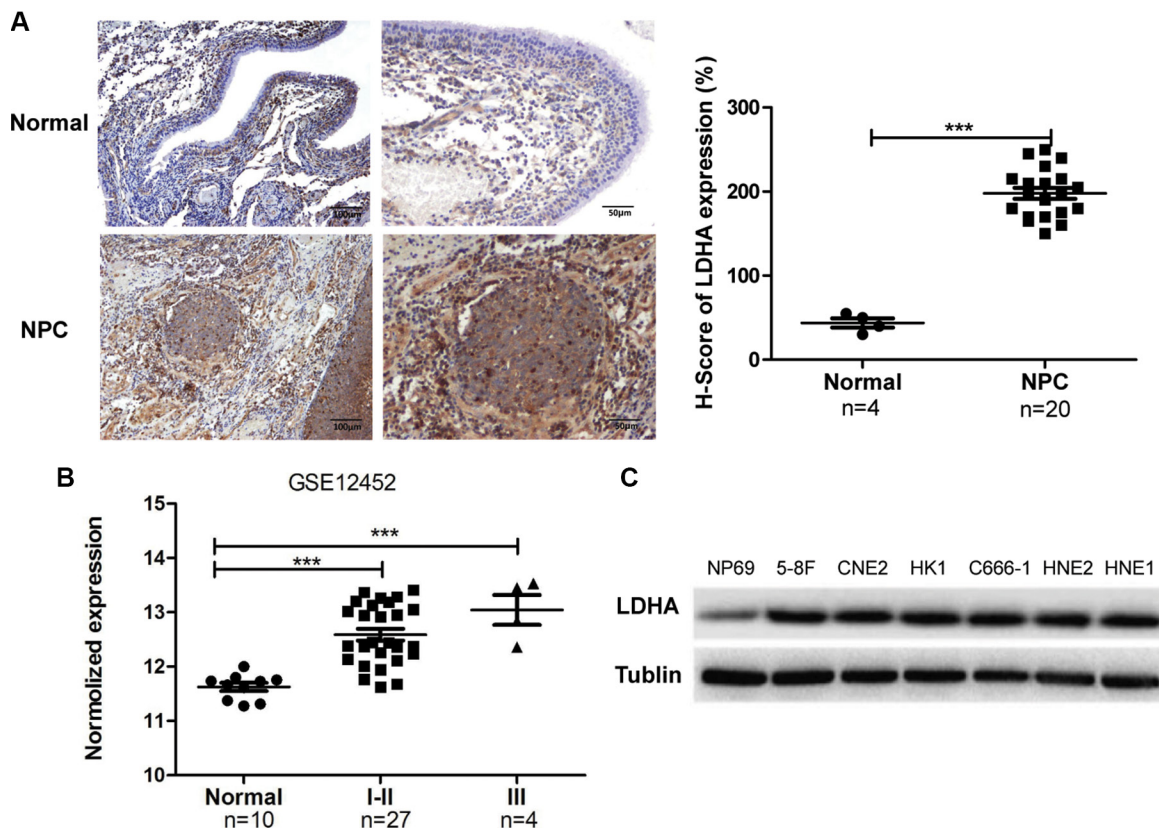 A
Normal
100µm
50µm
NPC
100µm
50µm
H-Score of LDHA expression (%)
300
200
100
0
***
Normal
NPC
n=4
n=20
B
GSE12452
Normolized expression
15
14
13
12
11
10
***
***
Normal
I-II
III
n=10
n=27
n=4
C
NP69 5-8F CNE2 HK1 C666-1 HNE2 HNE1
LDHA
Tublin